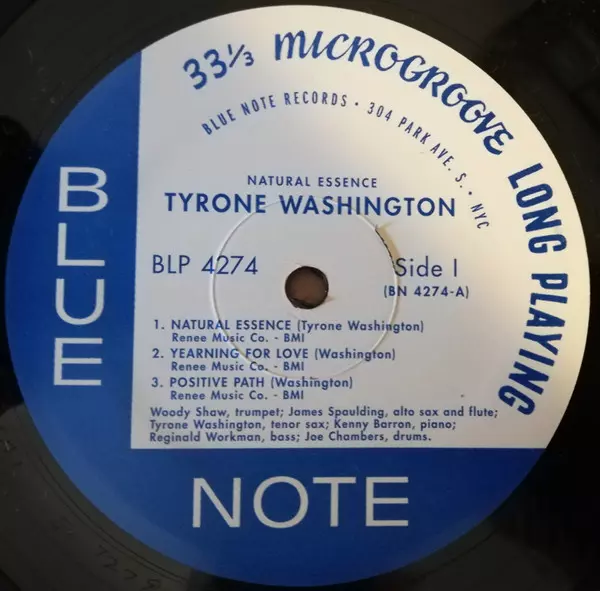 33⅓ MICROGROOVE LONG PLAYING
BLUE NOTE RECORDS • 304 PARK AVE. S. • NYC
NATURAL ESSENCE
TYRONE WASHINGTON
BLP 4274
Side I
(BN 4274-A)
1. NATURAL ESSENCE (Tyrone Washington)
Renee Music Co. - BMI
2. YEARNING FOR LOVE (Washington)
Renee Music Co. - BMI
3. POSITIVE PATH (Washington)
Renee Music Co. - BMI
Woody Shaw, trumpet; James Spaulding, alto sax and flute;
Tyrone Washington, tenor sax; Kenny Barron, piano;
Reginald Workman, bass; Joe Chambers, drums.
BLUE
NOTE